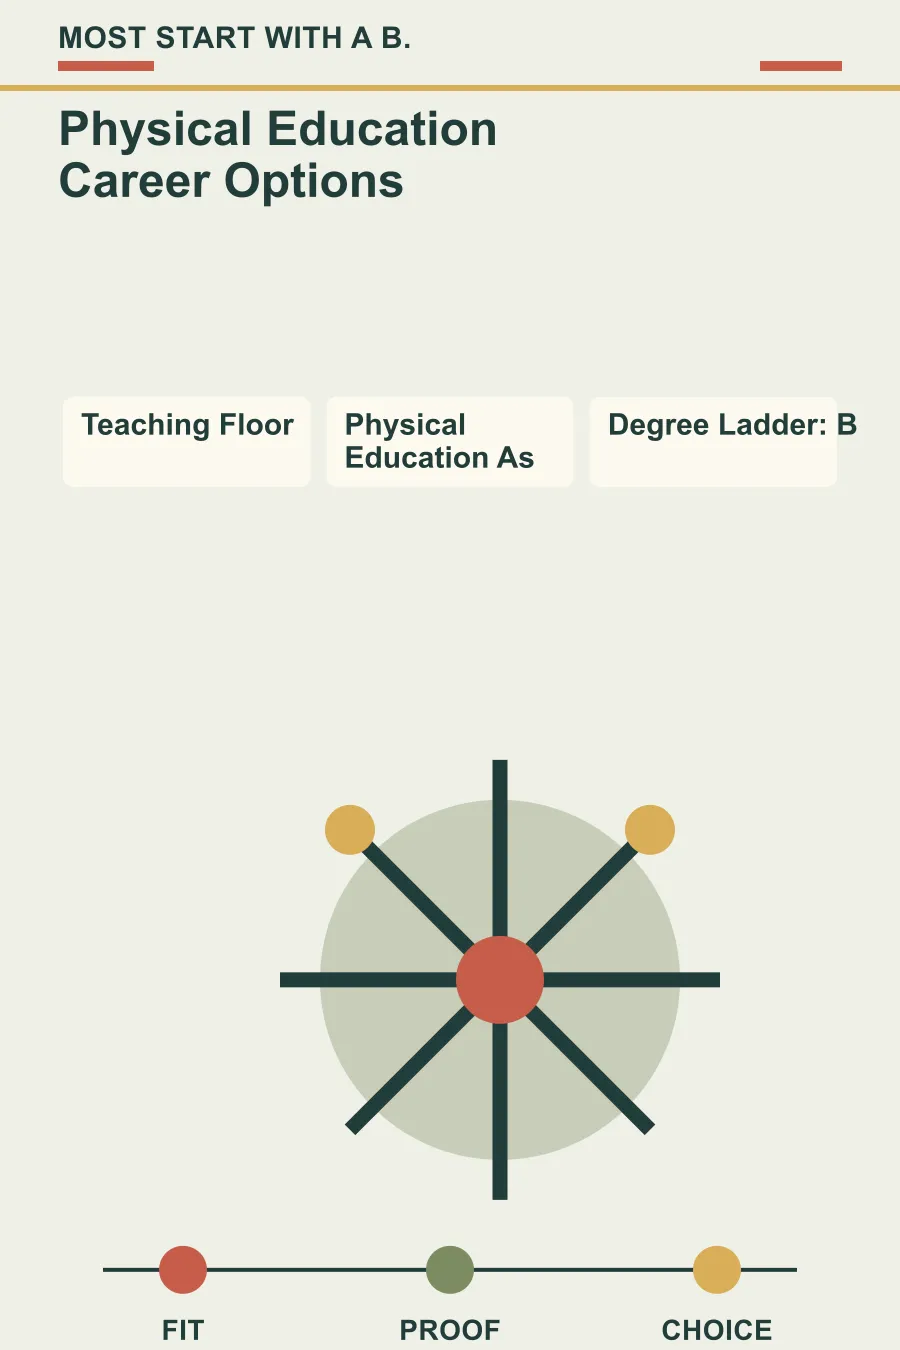 MOST START WITH A B.
Physical Education
Career Options
Teaching Floor
Physical
Education As
Degree Ladder: B
FIT
PROOF
CHOICE